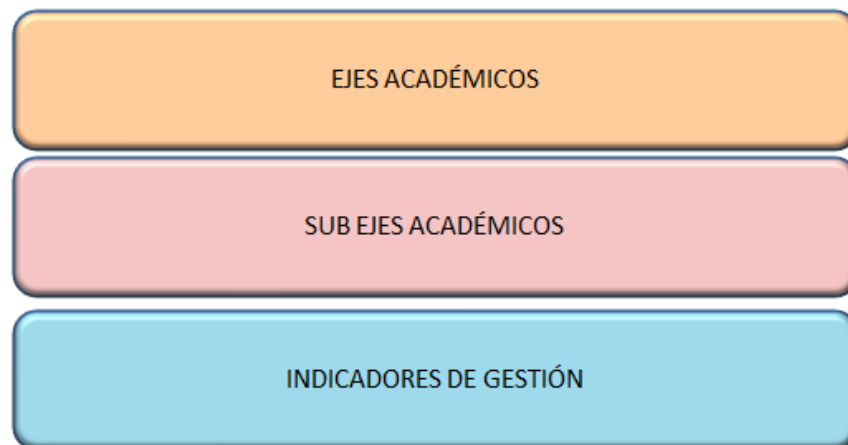 EJES ACADÉMICOS
SUB EJES ACADÉMICOS
INDICADORES DE GESTIÓN